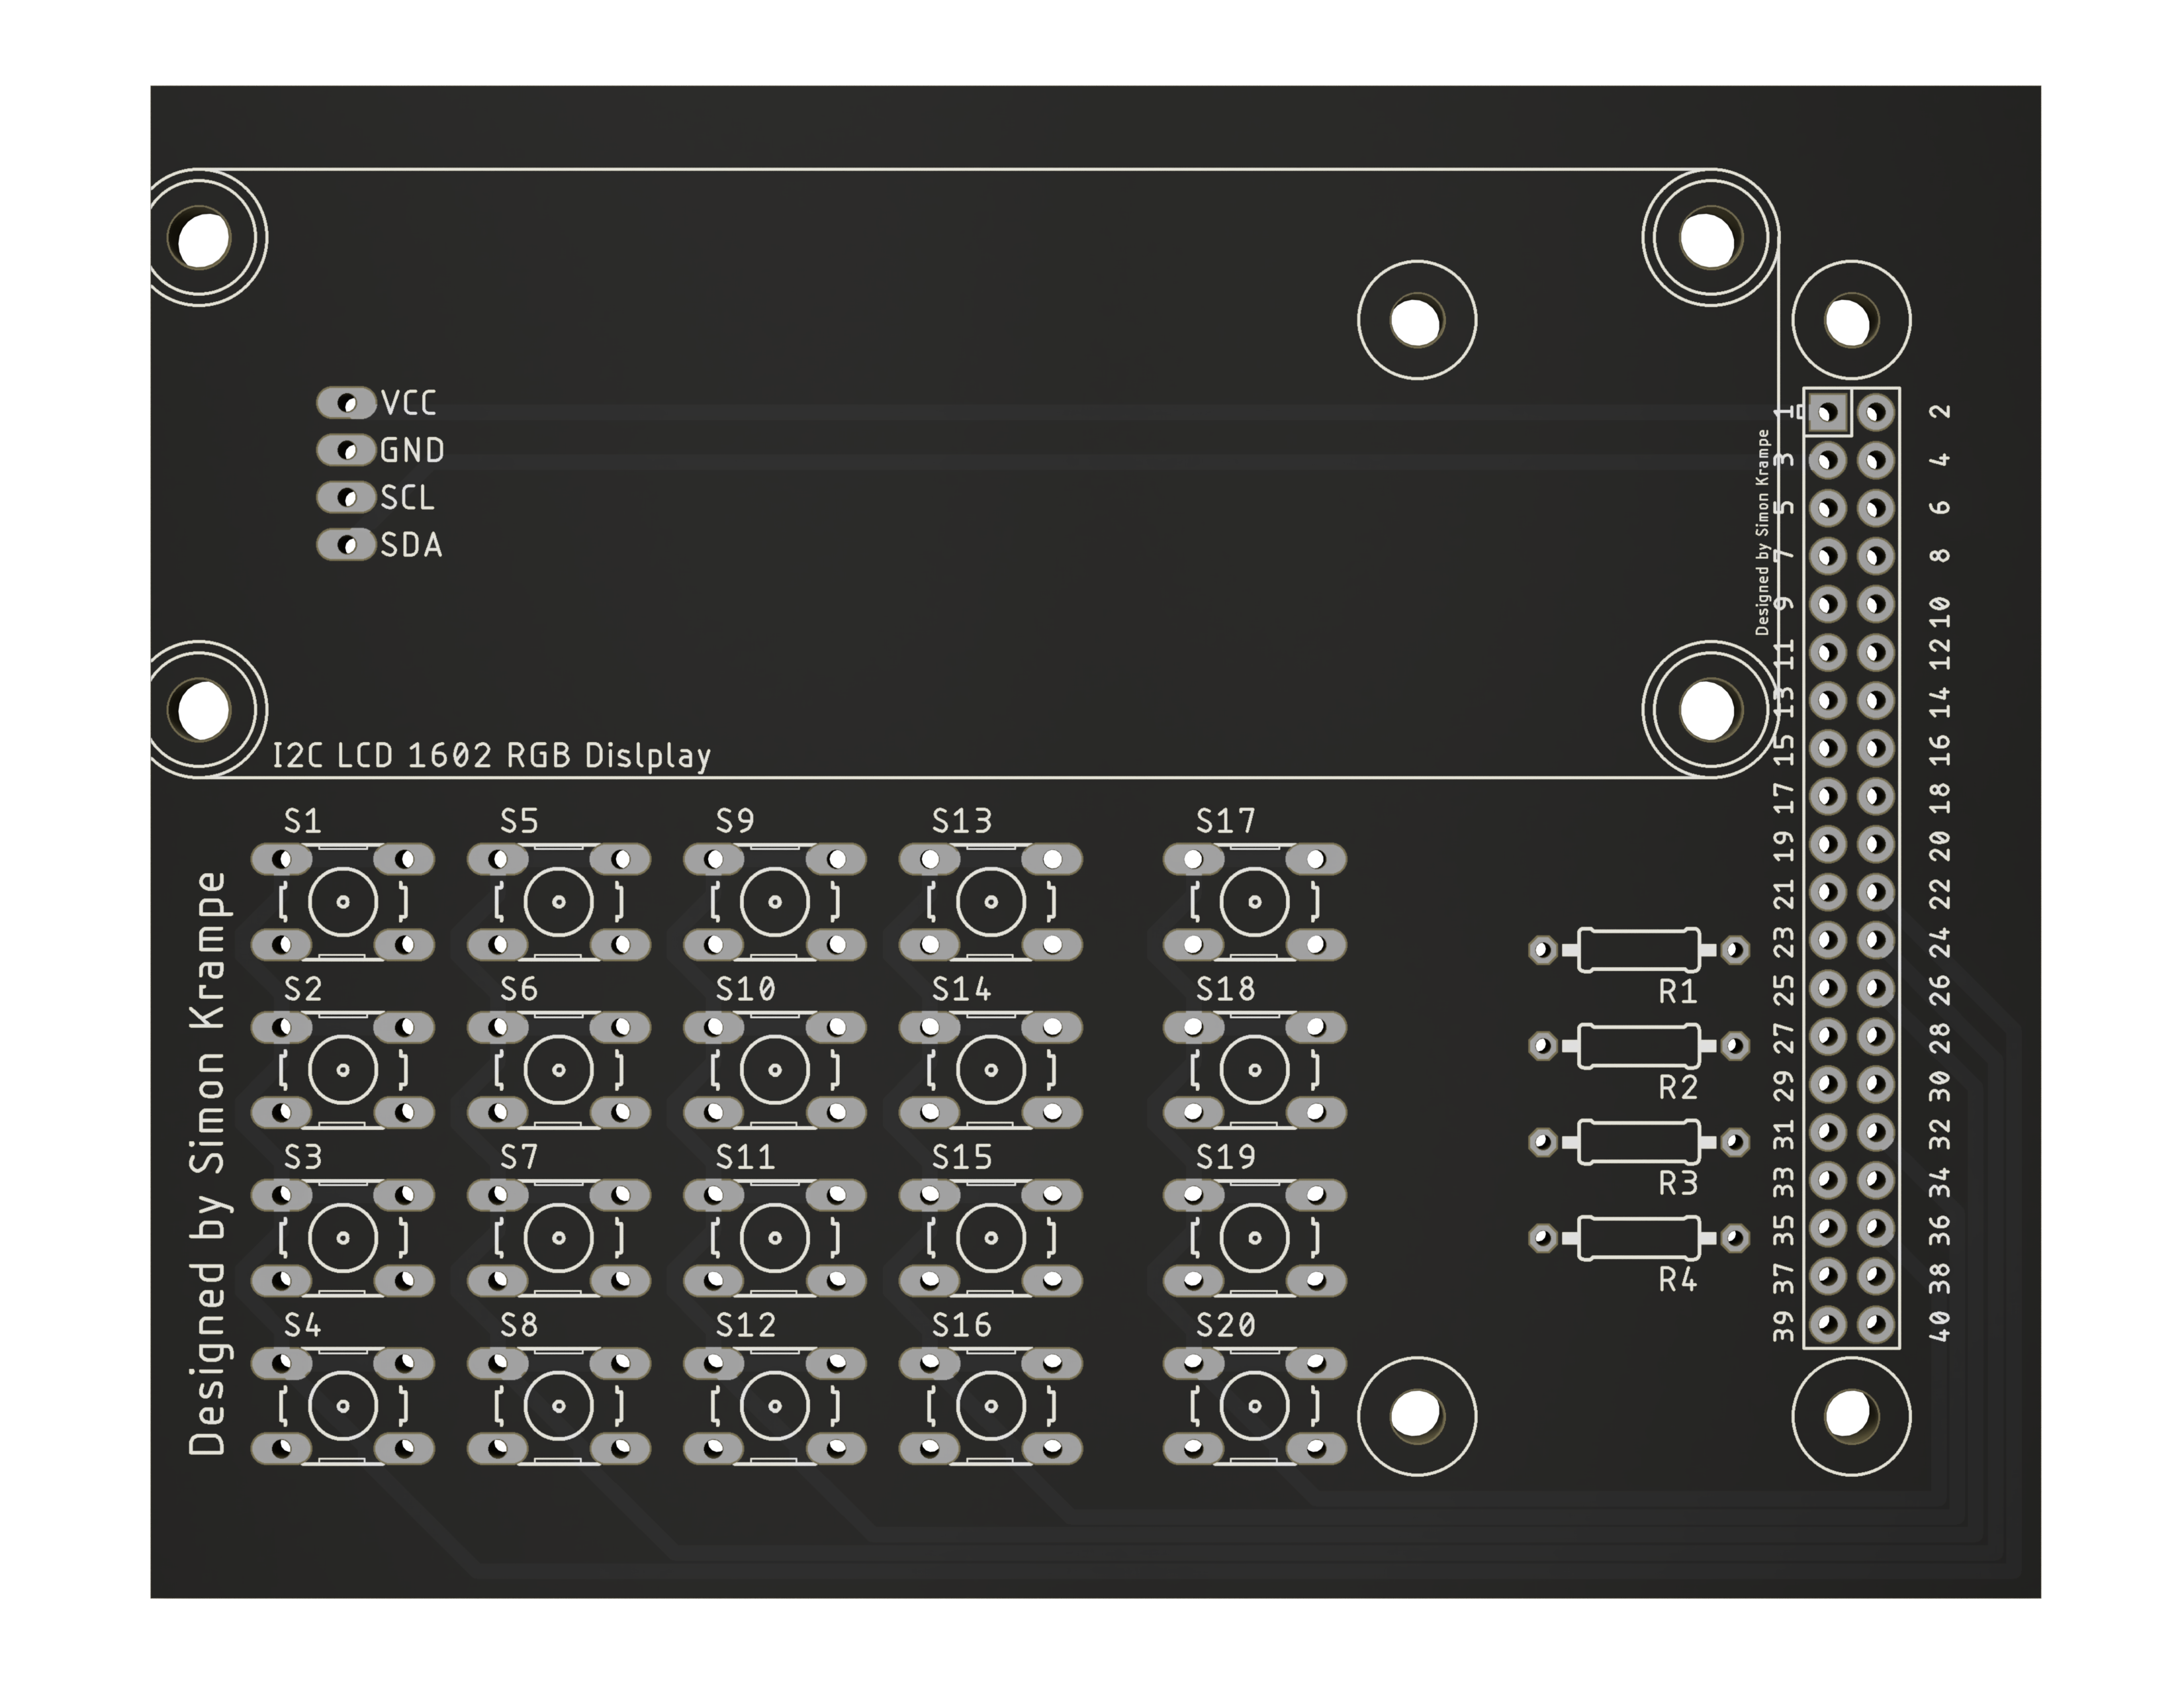 VCC
GND
SCL
SDA
Designed by Simon Krampe
1 2
3 4
5 6
7 8
9 10
11 12
13 14
15 16
17 18
19 20
21 22
23 24
25 26
27 28
29 30
31 32
33 34
35 36
37 38
39 40
I2C LCD 1602 RGB Dislplay
S1 S5 S9 S13 S17
S2 S6 S10 S14 S18
S3 S7 S11 S15 S19
S4 S8 S12 S16 S20
R1
R2
R3
R4
Designed by Simon Krampe